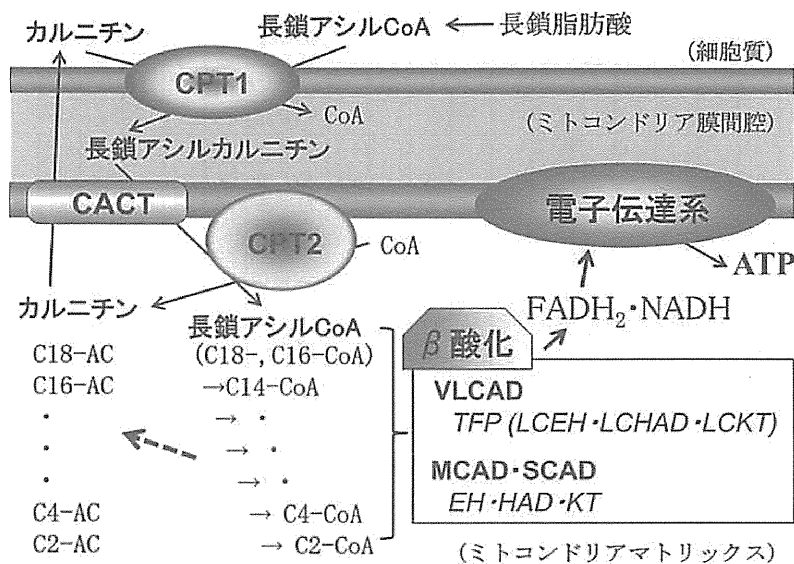 カルニチン
長鎖アシルCoA ← 長鎖脂肪酸
(細胞質)
CPT1
CoA
(ミトコンドリア膜間腔)
長鎖アシルカルニチン
CACT
CPT2
CoA
電子伝達系
ATP
カルニチン
FADH₂・NADH
長鎖アシルCoA
β酸化
C18-AC
(C18-, C16-CoA)
C16-AC
→C14-CoA
VLCAD
TFP (LCEH・LCHAD・LCKT)
・ → ・
・ → ・
・ → ・
MCAD・SCAD
EH・HAD・KT
C4-AC
→ C4-CoA
C2-AC
→ C2-CoA
(ミトコンドリアマトリックス)